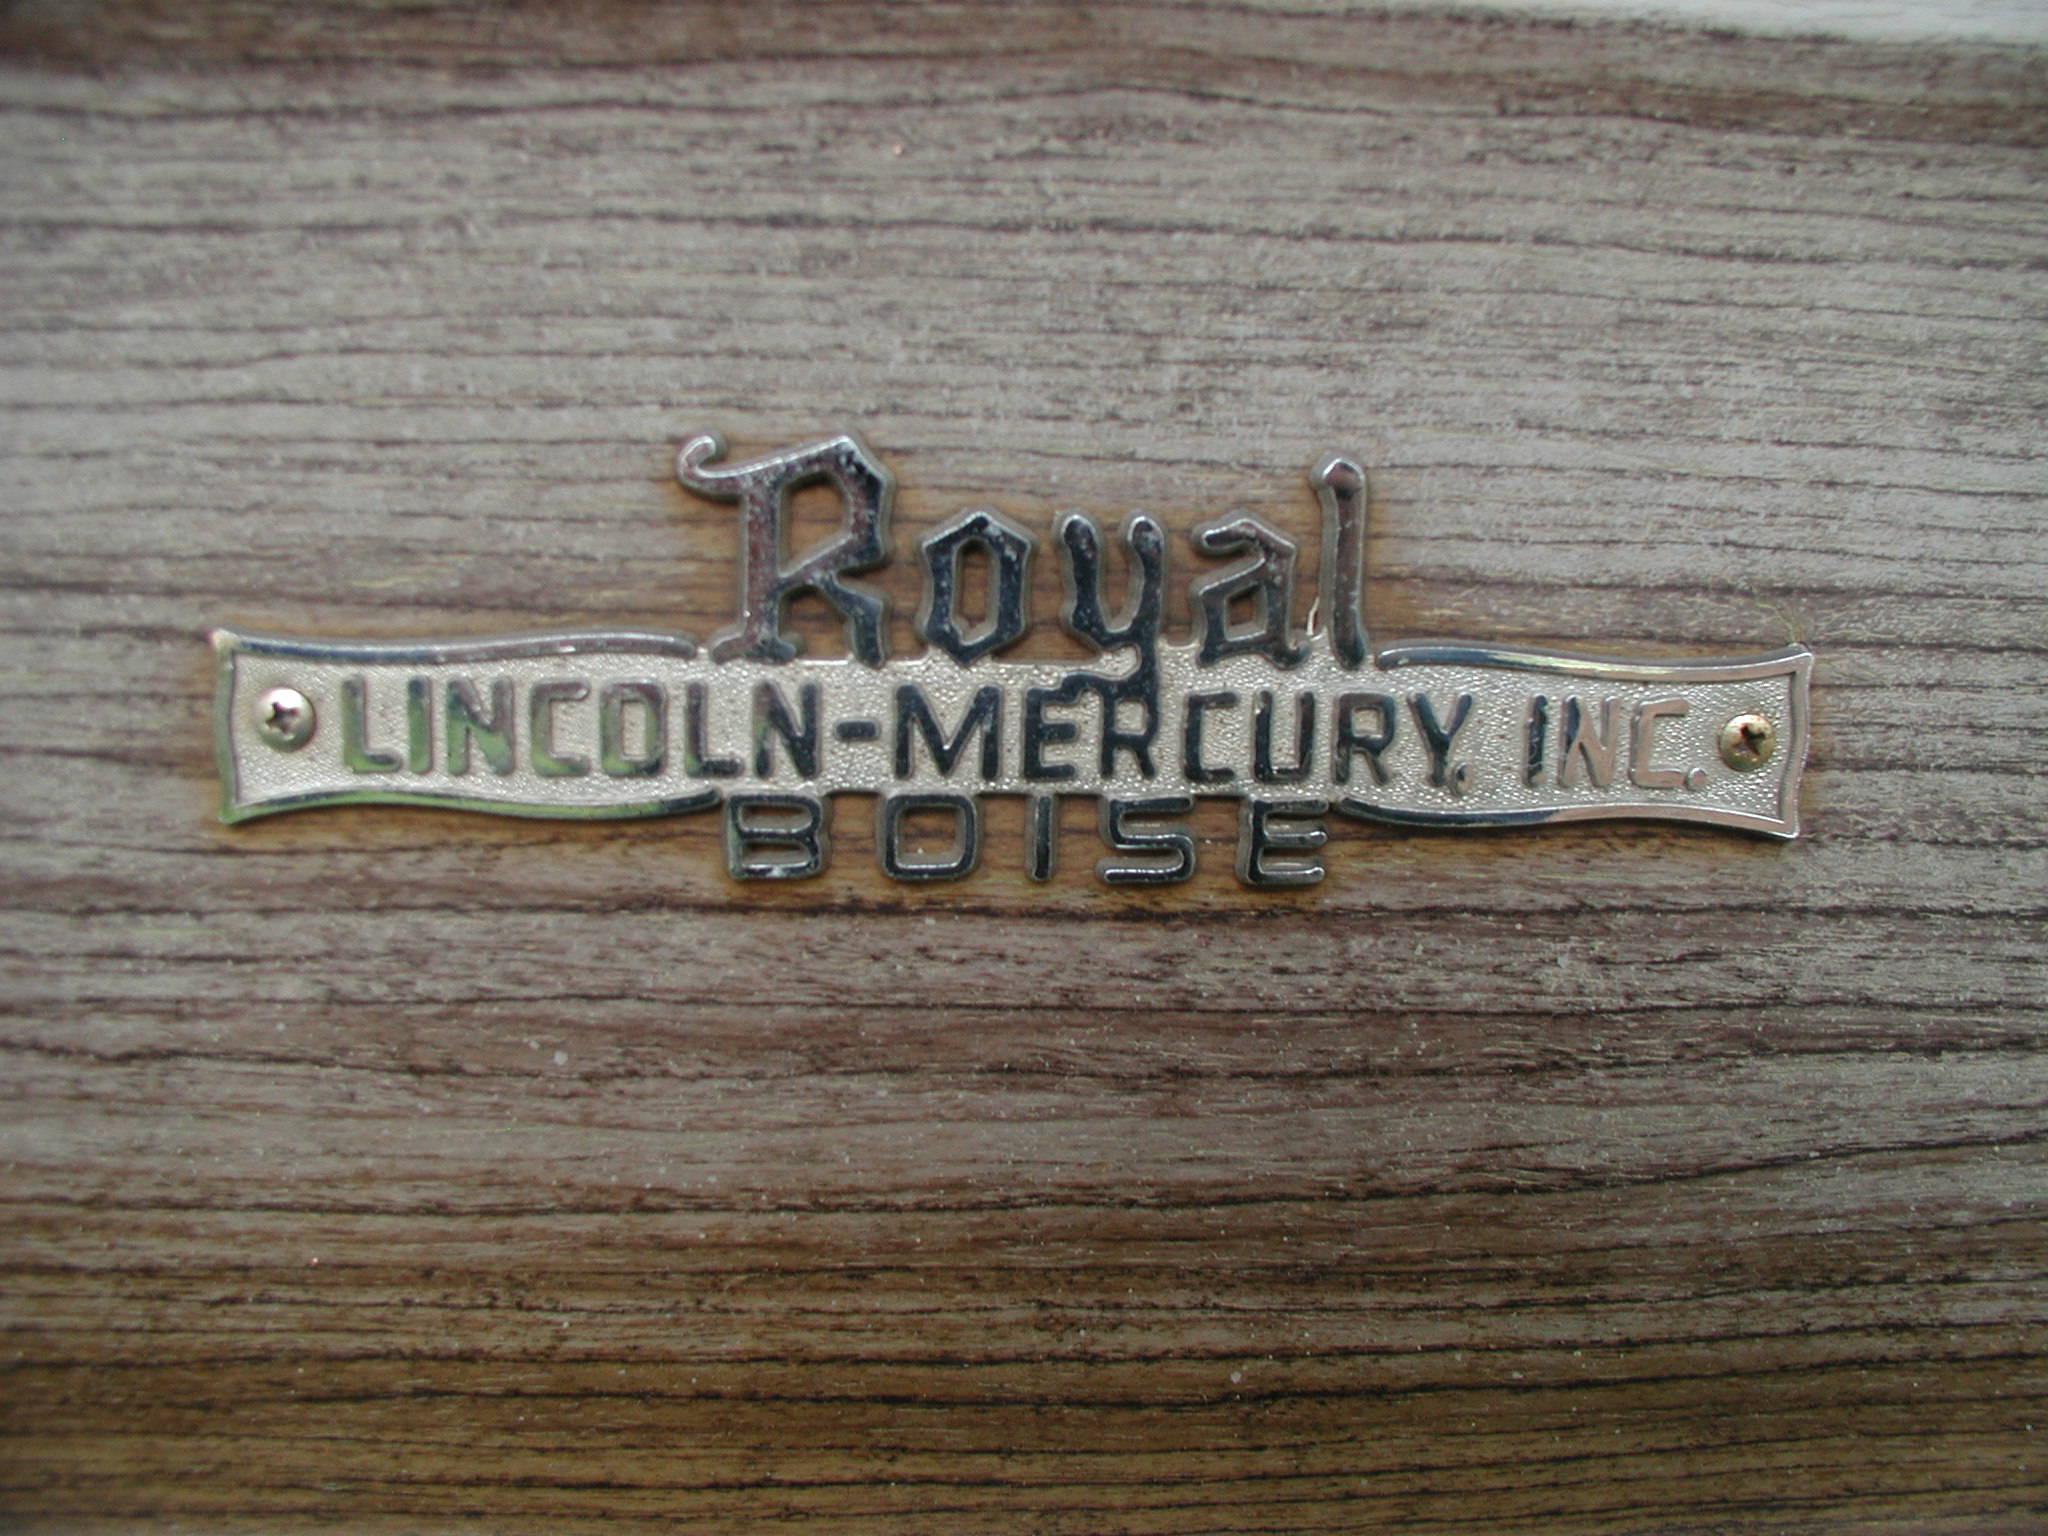 Royal
LINCOLN-MERCURY, INC.
BOISE